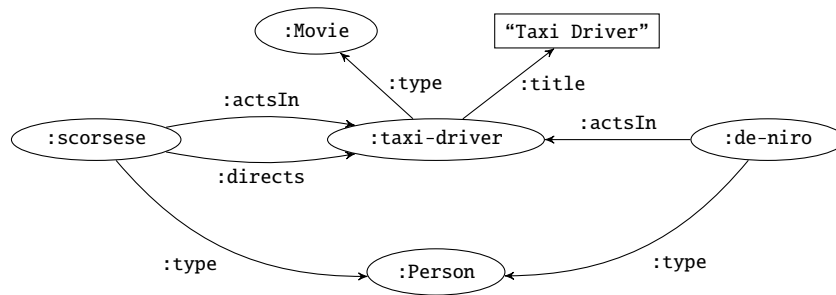 :Movie
“Taxi Driver”
:type
:title
:actsIn
:actsIn
:scorsese
:taxi-driver
:de-niro
:directs
:type
:type
:Person